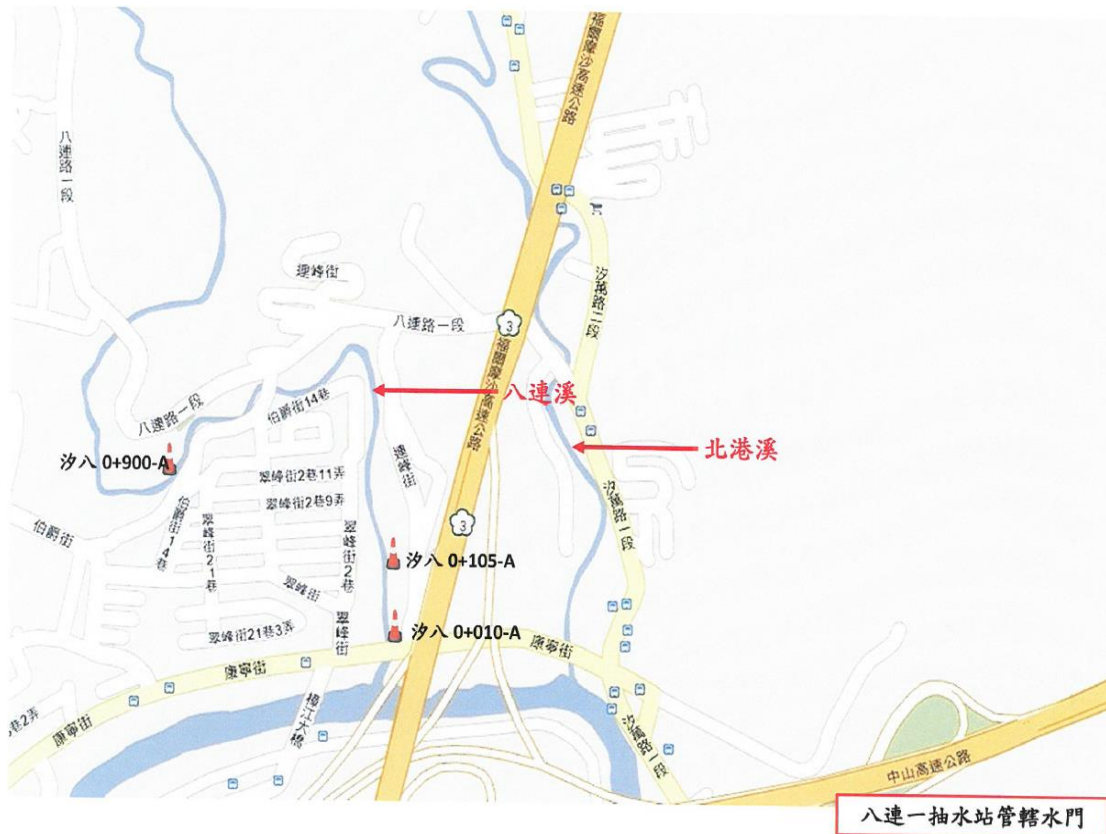 福爾摩沙高速公路
八連路一段
連峰街
汐萬路二段
3
八連路一段
福爾摩沙高速公路
八連溪
伯爵街14巷
八連路一段
北港溪
連峰街
汐八 0+900-A
翠峰街2巷11弄
汐萬路一段
翠峰街2巷9弄
伯爵街14巷
伯爵街
翠峰街21巷
翠峰街2巷
3
汐八 0+105-A
翠峰街
翠峰街
翠峰街21巷3弄
汐八 0+010-A
康寧街
康寧街
樟江大橋
巷2弄
康寧街
汐萬路一段
中山高速公路
八連一抽水站管轄水門